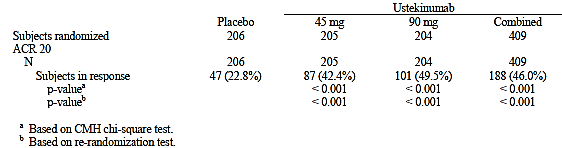 Ustekinumab
Placebo 45 mg 90 mg Combined
Subjects randomized 206 205 204 409
ACR 20
N 206 205 204 409
Subjects in response 47 (22.8%) 87 (42.4%) 101 (49.5%) 188 (46.0%)
p-valueᵃ < 0.001 < 0.001 < 0.001
p-valueᵇ < 0.001 < 0.001 < 0.001
ᵃ Based on CMH chi-square test.
ᵇ Based on re-randomization test.